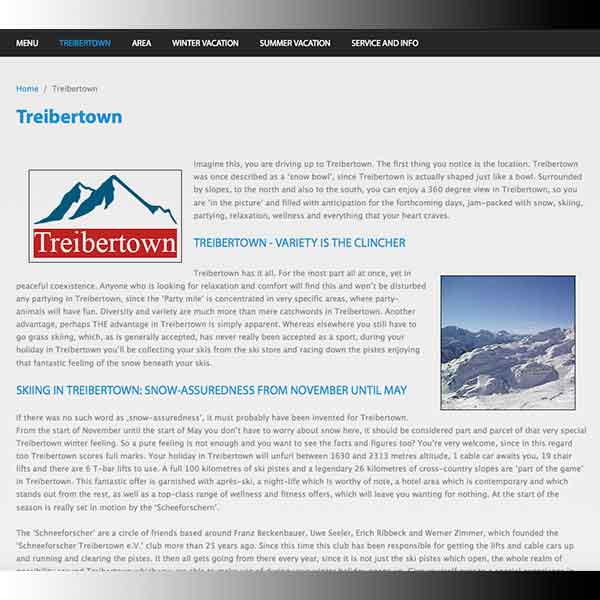 MENU TREIBERTOWN AREA WINTER VACATION SUMMER VACATION SERVICE AND INFO
Home / Treibertown
Treibertown
Imagine this, you are driving up to Treibertown. The first thing you notice is the location. Treibertown
was once described as a 'snow bowl', since Treibertown is actually shaped just like a bowl. Surrounded
by slopes, to the north and also to the south, you can enjoy a 360 degree view in Treibertown, so you
are 'in the picture' and filled with anticipation for the forthcoming days, jam-packed with snow, skiing,
partying, relaxation, wellness and everything that your heart craves.
Treibertown
TREIBERTOWN - VARIETY IS THE CLINCHER
Treibertown has it all. For the most part all at once, yet in
peaceful coexistence. Anyone who is looking for relaxation and comfort will find this and won't be disturbed
any partying in Treibertown, since the 'Party mile' is concentrated in very specific areas, where party-
animals will have fun. Diversity and variety are much more than mere catchwords in Treibertown. Another
advantage, perhaps THE advantage in Treibertown is simply apparent. Whereas elsewhere you still have to
go grass skiing, which, as is generally accepted, has never really been accepted as a sport, during your
holiday in Treibertown you'll be collecting your skis from the ski store and racing down the pistes enjoying
that fantastic feeling of the snow beneath your skis.
SKIING IN TREIBERTOWN: SNOW-ASSUREDNESS FROM NOVEMBER UNTIL MAY
If there was no such word as ‚snow-assuredness', it must probably have been invented for Treibertown.
From the start of November until the start of May you don't have to worry about snow here, it should be considered part and parcel of that very special
Treibertown winter feeling. So a pure feeling is not enough and you want to see the facts and figures too? You're very welcome, since in this regard
too Treibertown scores full marks. Your holiday in Treibertown will unfurl between 1630 and 2313 metres altitude, 1 cable car awaits you, 19 chair
lifts and there are 6 T-bar lifts to use. A full 100 kilometres of ski pistes and a legendary 26 kilometres of cross-country slopes are 'part of the game'
in Treibertown. This fantastic offer is garnished with après-ski, a night-life which is worthy of note, a hotel area which is contemporary and which
stands out from the rest, as well as a top-class range of wellness and fitness offers, which will leave you wanting for nothing. At the start of the
season is really set in motion by the 'Scheeforschern'.
The 'Schneeforscher' are a circle of friends based around Franz Beckenbauer, Uwe Seeler, Erich Ribbeck and Werner Zimmer, which founded the
'Schneeforscher Treibertown e.V.' club more than 25 years ago. Since this time this club has been responsible for getting the lifts and cable cars up
and running and clearing the pistes. It then all gets going from there every year, since it is not just the ski pistes which open, the whole realm of